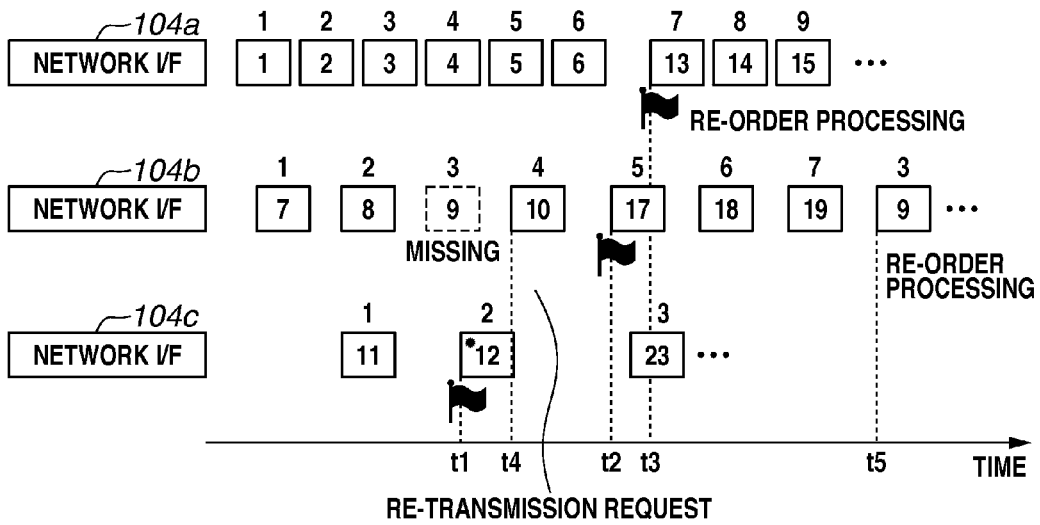 104a
1 2 3 4 5 6 7 8 9
NETWORK I/F 1 2 3 4 5 6 13 14 15 •••
RE-ORDER PROCESSING
104b
1 2 3 4 5 6 7 3
NETWORK I/F 7 8 9 10 17 18 19 9 •••
MISSING
RE-ORDER
PROCESSING
104c
1 2 3
NETWORK I/F 11 *12 23 •••
t1 t4 t2 t3 t5 TIME
RE-TRANSMISSION REQUEST